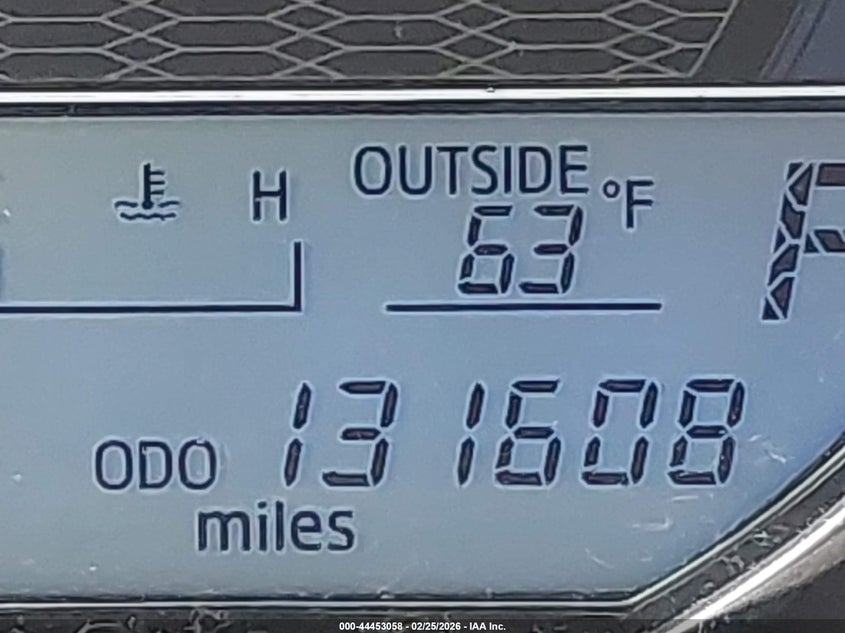 H
OUTSIDE
63 °F
P
ODO 131608
miles
000-44453058 - 02/25/2026 - IAA Inc.